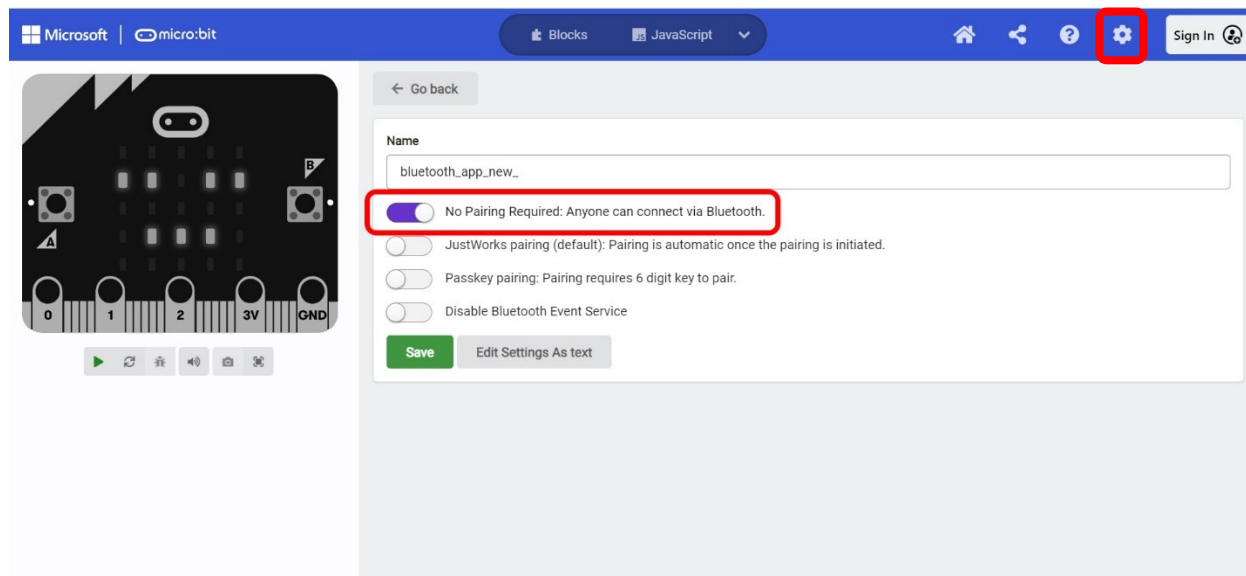 Microsoft | micro:bit
Blocks
JavaScript
Sign In
Go back
Name
bluetooth_app_new_
No Pairing Required: Anyone can connect via Bluetooth.
JustWorks pairing (default): Pairing is automatic once the pairing is initiated.
Passkey pairing: Pairing requires 6 digit key to pair.
Disable Bluetooth Event Service
Save
Edit Settings As text
B
A
0 1 2 3V GND